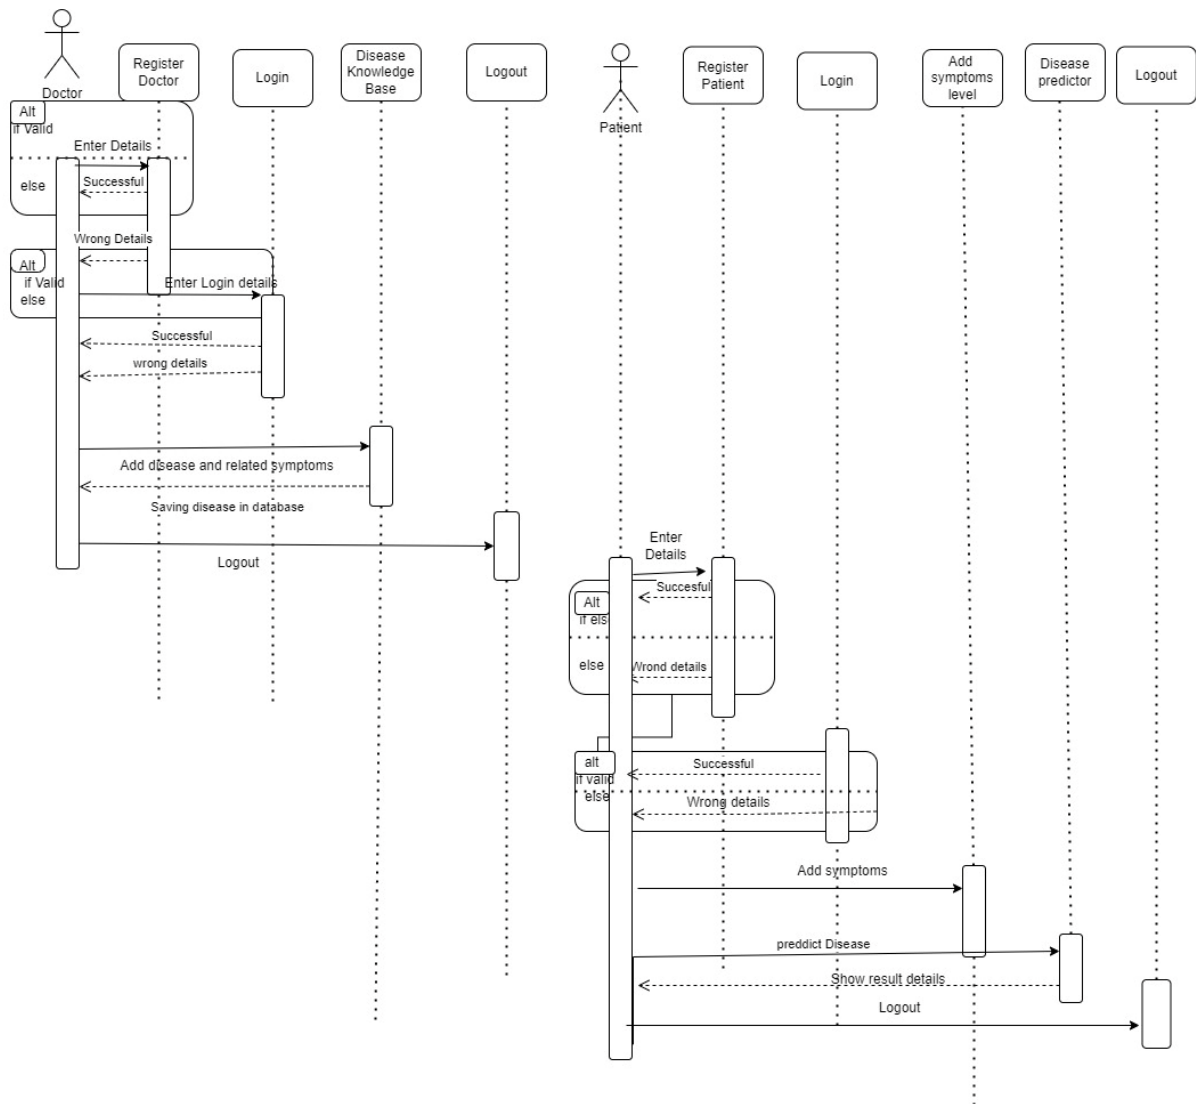 Doctor
Register
Doctor
Login
Disease
Knowledge
Base
Logout
Patient
Register
Patient
Login
Add
symptoms
level
Disease
predictor
Logout
Alt
if Valid
Enter Details
else
Successful
Wrong Details
Alt
if Valid
Enter Login details
else
Successful
wrong details
Add disease and related symptoms
Saving disease in database
Logout
Enter
Details
Succesful
Alt
if els
else
Wrond details
alt
Successful
if valid
else
Wrong details
Add symptoms
preddict Disease
Show result details
Logout